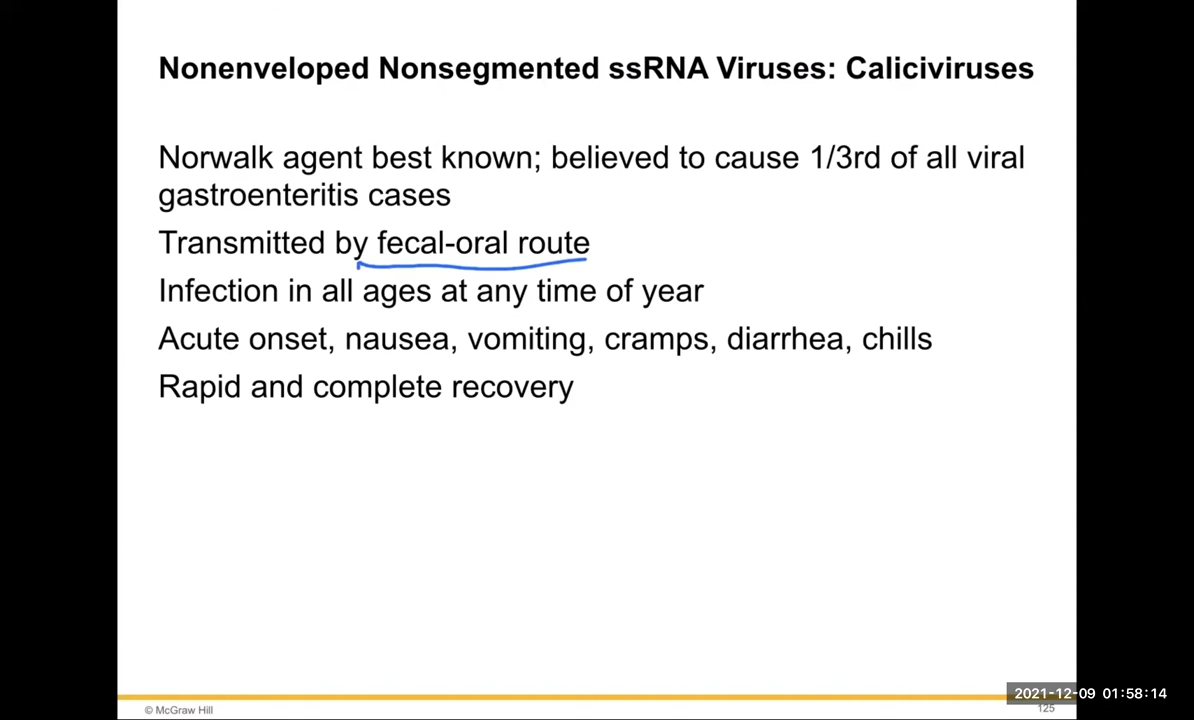 Nonenveloped Nonsegmented ssRNA Viruses: Caliciviruses
Norwalk agent best known; believed to cause 1/3rd of all viral
gastroenteritis cases
Transmitted by fecal-oral route
Infection in all ages at any time of year
Acute onset, nausea, vomiting, cramps, diarrhea, chills
Rapid and complete recovery
2021-12-09 01:58:14
© McGraw Hill
125